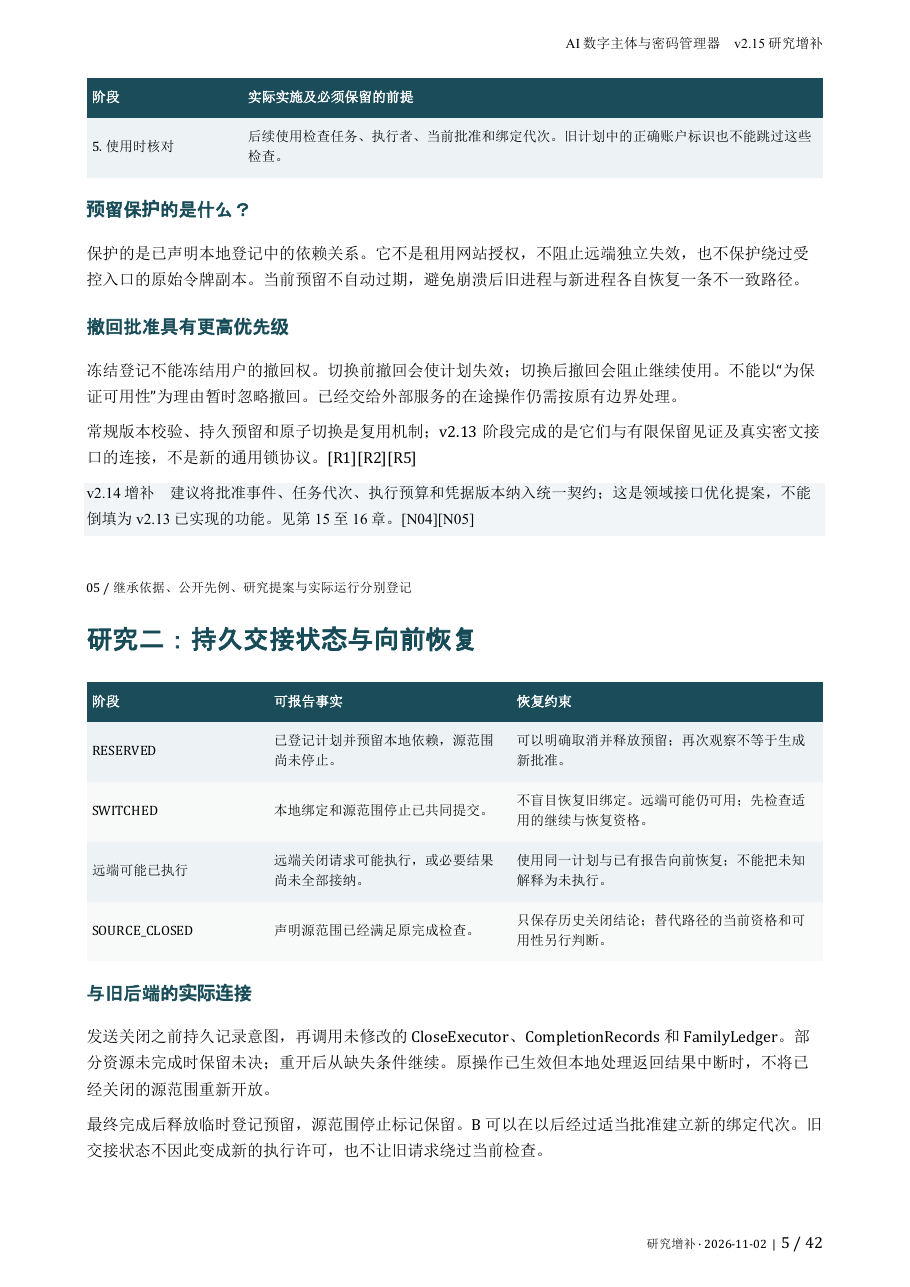 AI 数字主体与密码管理器 v2.15 研究增补
阶段 实际实施及必须保留的前提
5. 使用时核对 后续使用检查任务、执行者、当前批准和绑定代次。旧计划中的正确账户标识也不能跳过这些
检查。
预留保护的是什么？
保护的是已声明本地登记中的依赖关系。它不是租用网站授权，不阻止远端独立失效，也不保护绕过受
控入口的原始令牌副本。当前预留不自动过期，避免崩溃后旧进程与新进程各自恢复一条不一致路径。
撤回批准具有更高优先级
冻结登记不能冻结用户的撤回权。切换前撤回会使计划失效；切换后撤回会阻止继续使用。不能以“为保
证可用性”为理由暂时忽略撤回。已经交给外部服务的在途操作仍需按原有边界处理。
常规版本校验、持久预留和原子切换是复用机制；v2.13 阶段完成的是它们与有限保留见证及真实密文接
口的连接，不是新的通用锁协议。[R1][R2][R5]
v2.14 增补 建议将批准事件、任务代次、执行预算和凭据版本纳入统一契约；这是领域接口优化提案，不能
倒填为 v2.13 已实现的功能。见第 15 至 16 章。[N04][N05]
05 / 继承依据、公开先例、研究提案与实际运行分别登记
研究二：持久交接状态与向前恢复
阶段 可报告事实 恢复约束
RESERVED 已登记计划并预留本地依赖，源范围
尚未停止。 可以明确取消并释放预留；再次观察不等于生成
新批准。
SWITCHED 本地绑定和源范围停止已共同提交。 不盲目恢复旧绑定。远端可能仍可用；先检查适
用的继续与恢复资格。
远端可能已执行 远端关闭请求可能执行，或必要结果
尚未全部接纳。 使用同一计划与已有报告向前恢复；不能把未知
解释为未执行。
SOURCE_CLOSED 声明源范围已经满足原完成检查。 只保存历史关闭结论；替代路径的当前资格和可
用性另行判断。
与旧后端的实际连接
发送关闭之前持久记录意图，再调用未修改的 CloseExecutor、CompletionRecords 和 FamilyLedger。部
分资源未完成时保留未决；重开后从缺失条件继续。原操作已生效但本地处理返回结果中断时，不将已
经关闭的源范围重新开放。
最终完成后释放临时登记预留，源范围停止标记保留。B 可以在以后经过适当批准建立新的绑定代次。旧
交接状态不因此变成新的执行许可，也不让旧请求绕过当前检查。
研究增补 · 2026-11-02 | 5 / 42